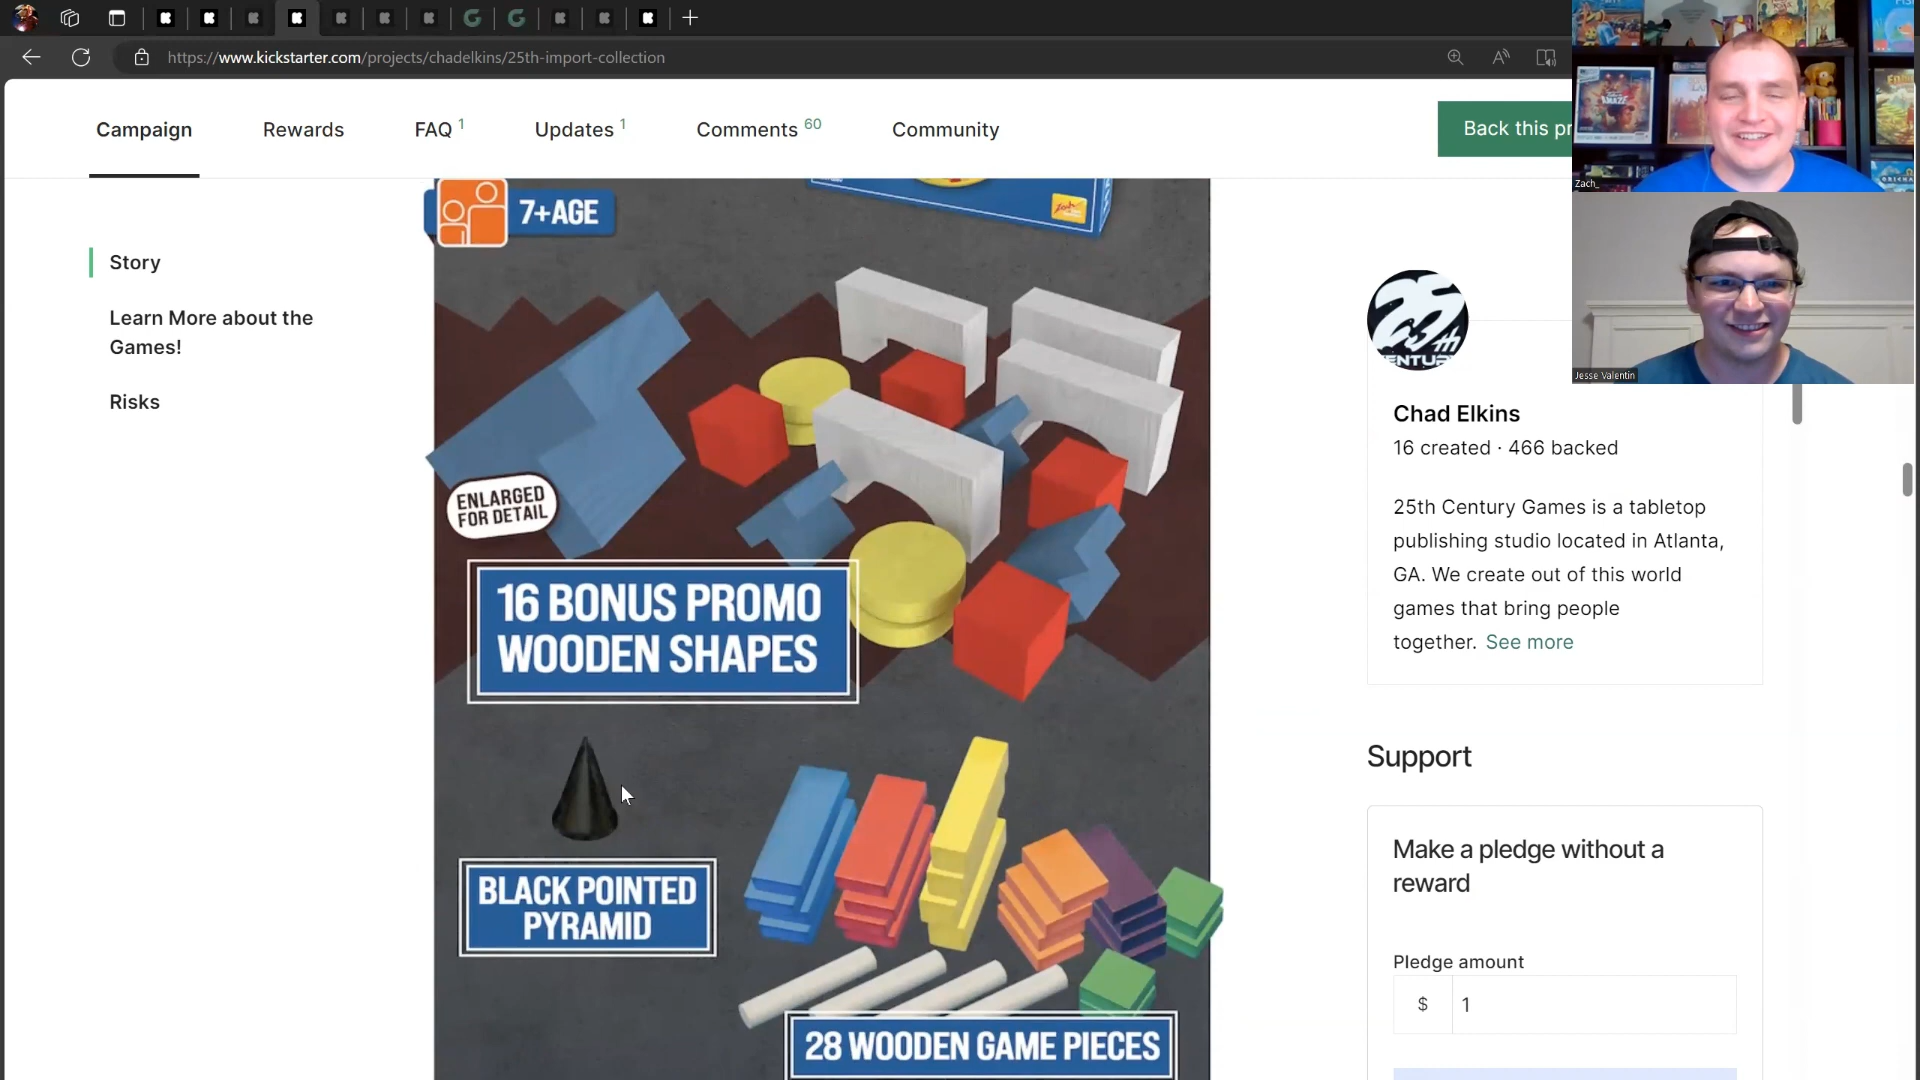 https://www.kickstarter.com/projects/chadelkins/25th-import-collection
Campaign
Rewards
FAQ 1
Updates 1
Comments 60
Community
Back this pr
Zach_
Jesse Valentin
Story
Learn More about the
Games!
Risks
7+AGE
Zoch
ENLARGED
FOR DETAIL
16 BONUS PROMO
WOODEN SHAPES
BLACK POINTED
PYRAMID
28 WOODEN GAME PIECES
25th
CENTURY
Chad Elkins
16 created · 466 backed
25th Century Games is a tabletop
publishing studio located in Atlanta,
GA. We create out of this world
games that bring people
together. See more
Support
Make a pledge without a
reward
Pledge amount
$
1